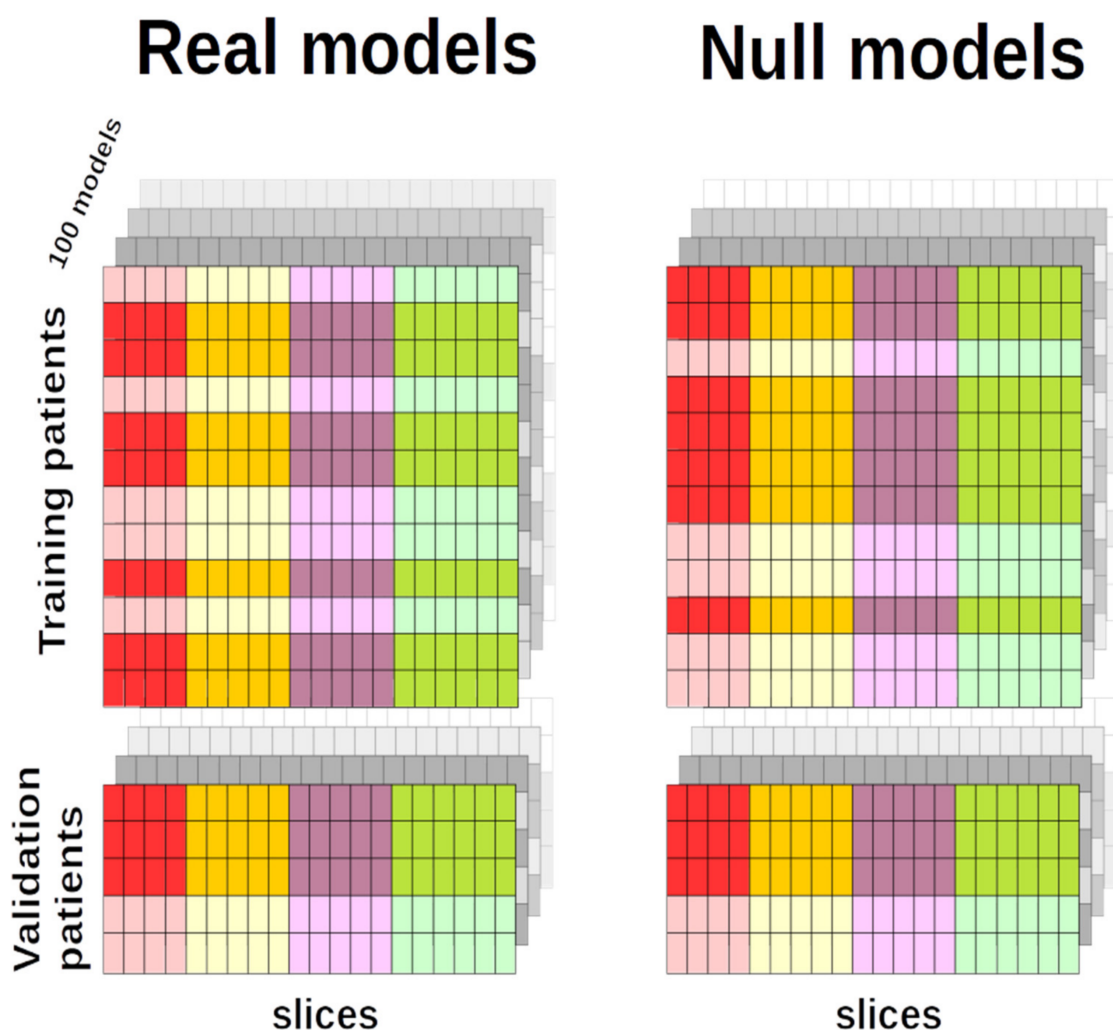 Real models
Null models
100 models
Training patients
Validation
patients
slices
slices